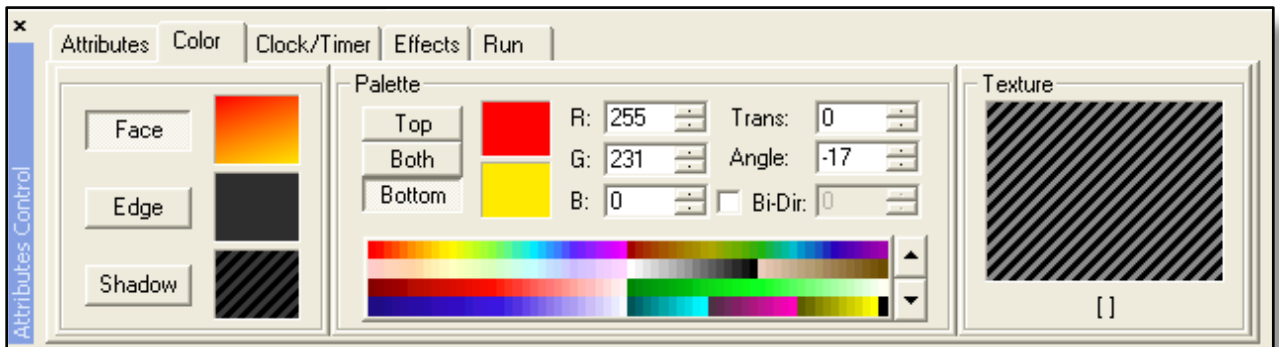 ×
Attributes Color Clock/Timer Effects Run
Attributes Control
Face
Edge
Shadow
Palette
Top
Both
Bottom
R: 255 Trans: 0
G: 231 Angle: -17
B: 0 Bi-Dir: 0
Texture
[ ]